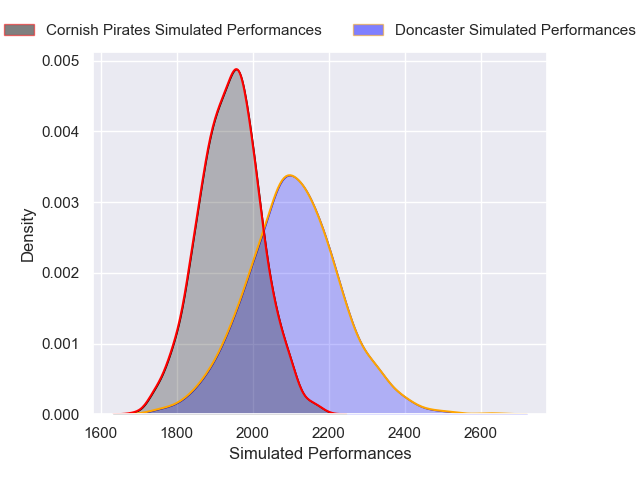 Cornish Pirates Simulated Performances Doncaster Simulated Performances
0.005
0.004
0.003
0.002
0.001
0.000
Density
1600 1800 2000 2200 2400 2600
Simulated Performances